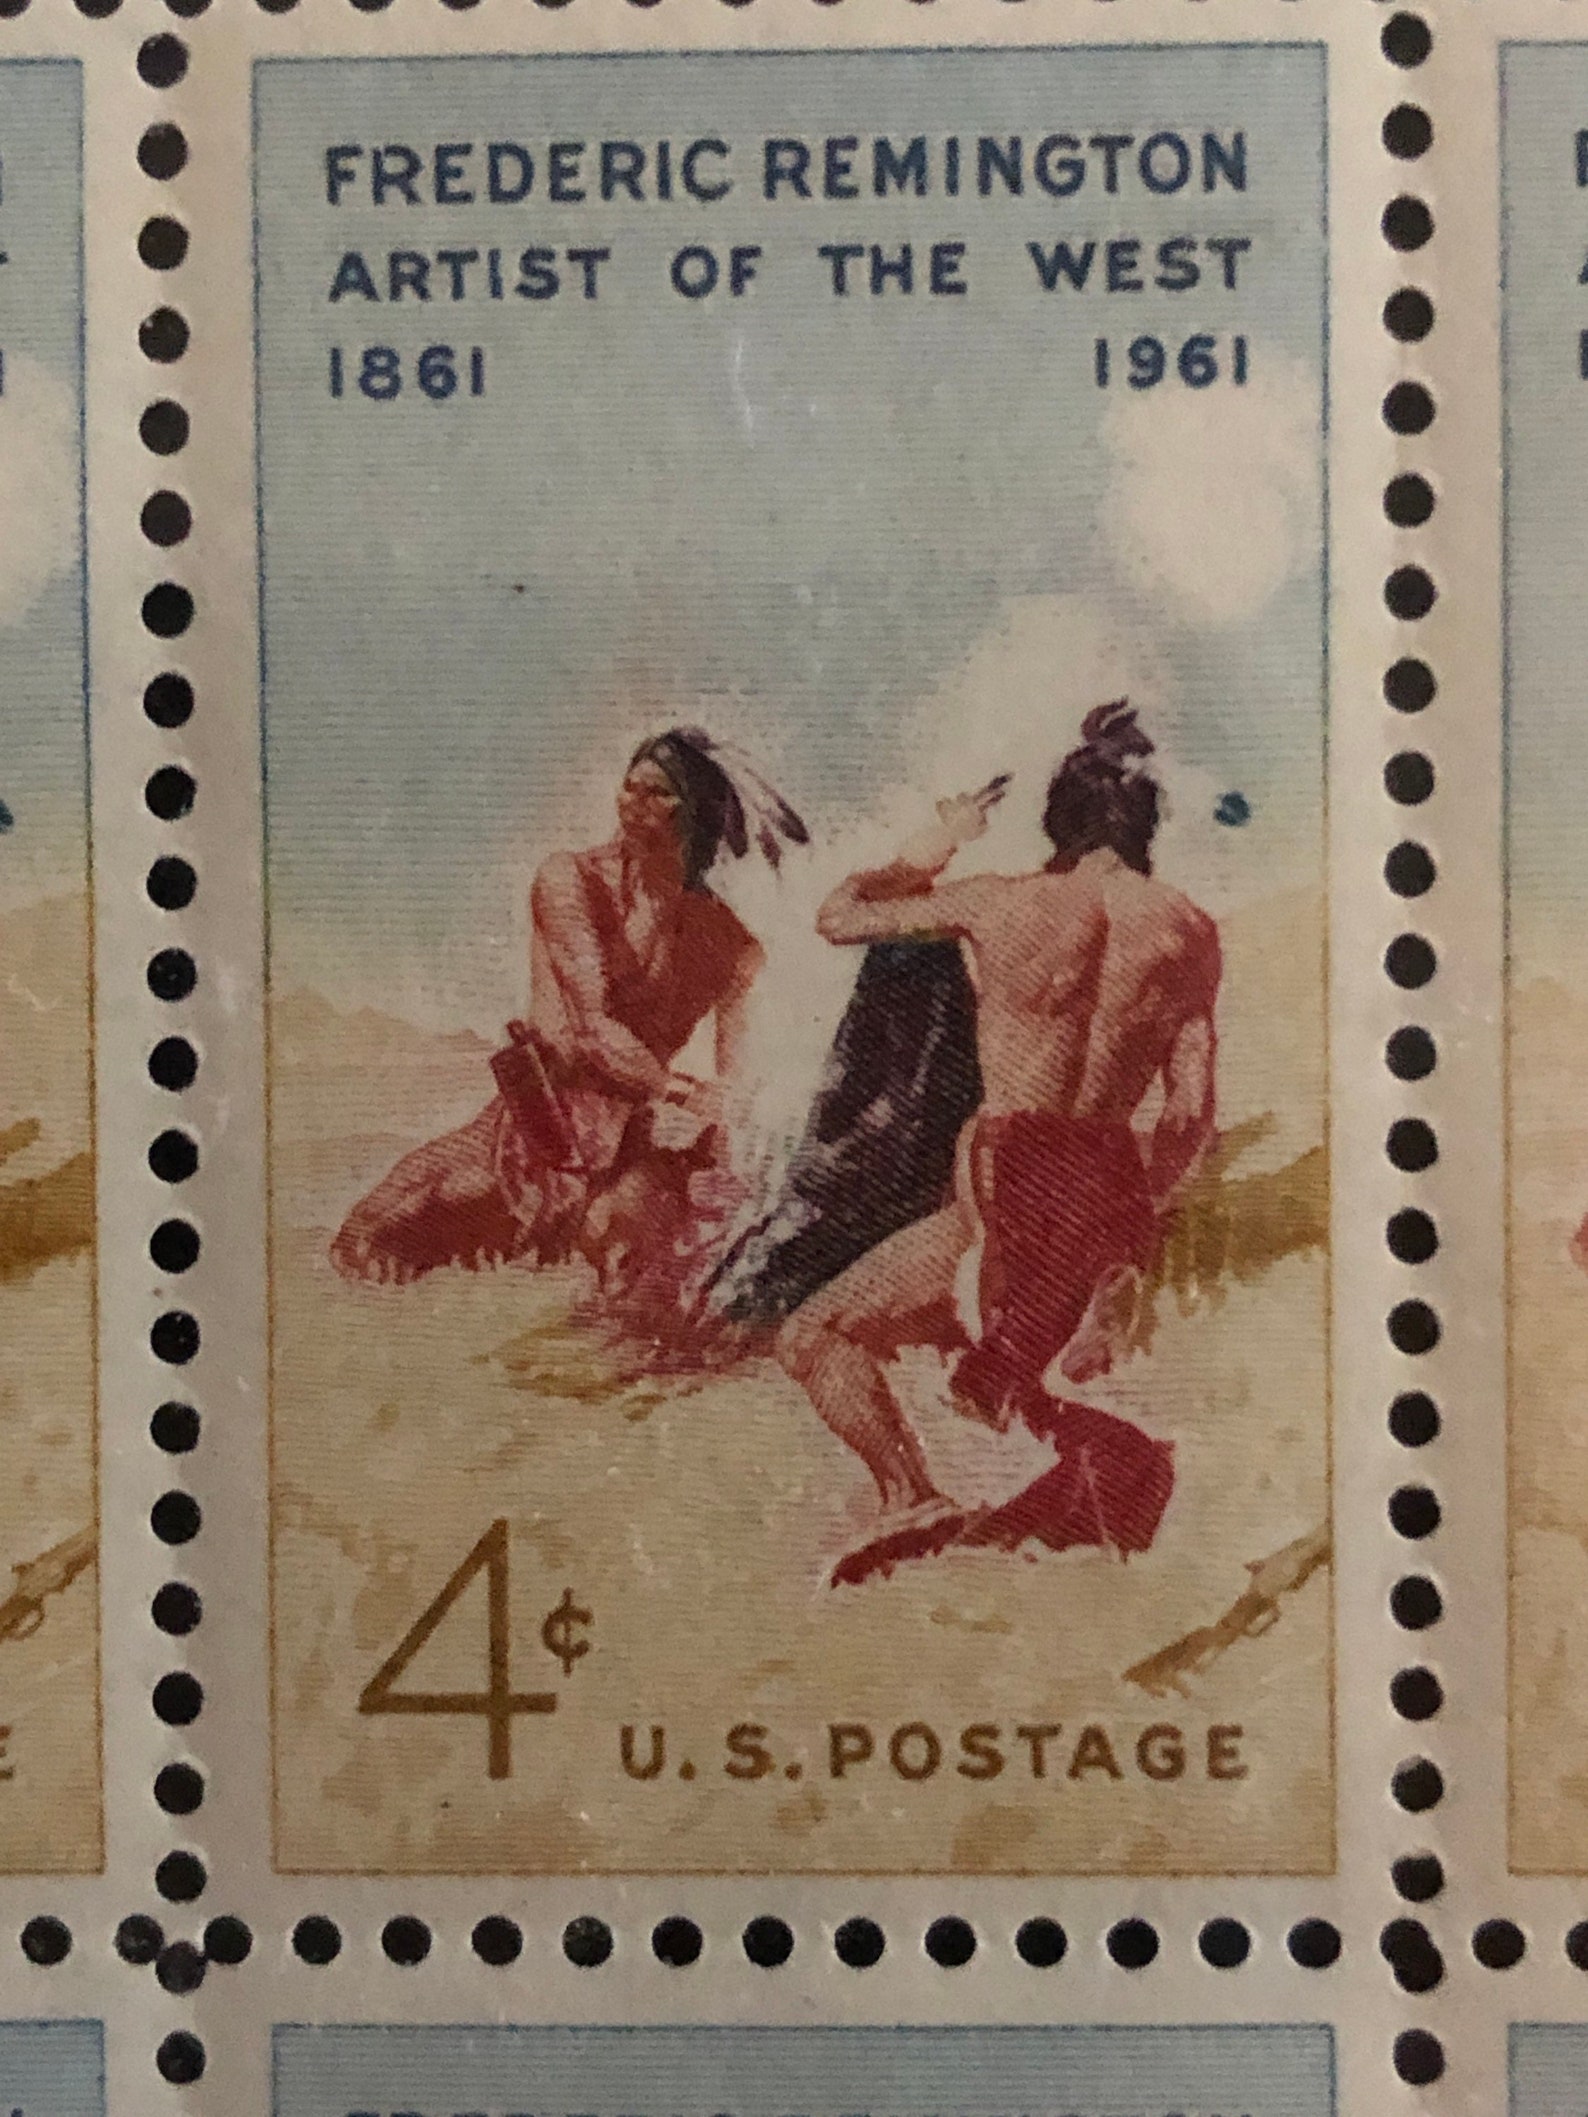 FREDERIC REMINGTON
ARTIST OF THE WEST
1861 1961
4¢
U.S. POSTAGE